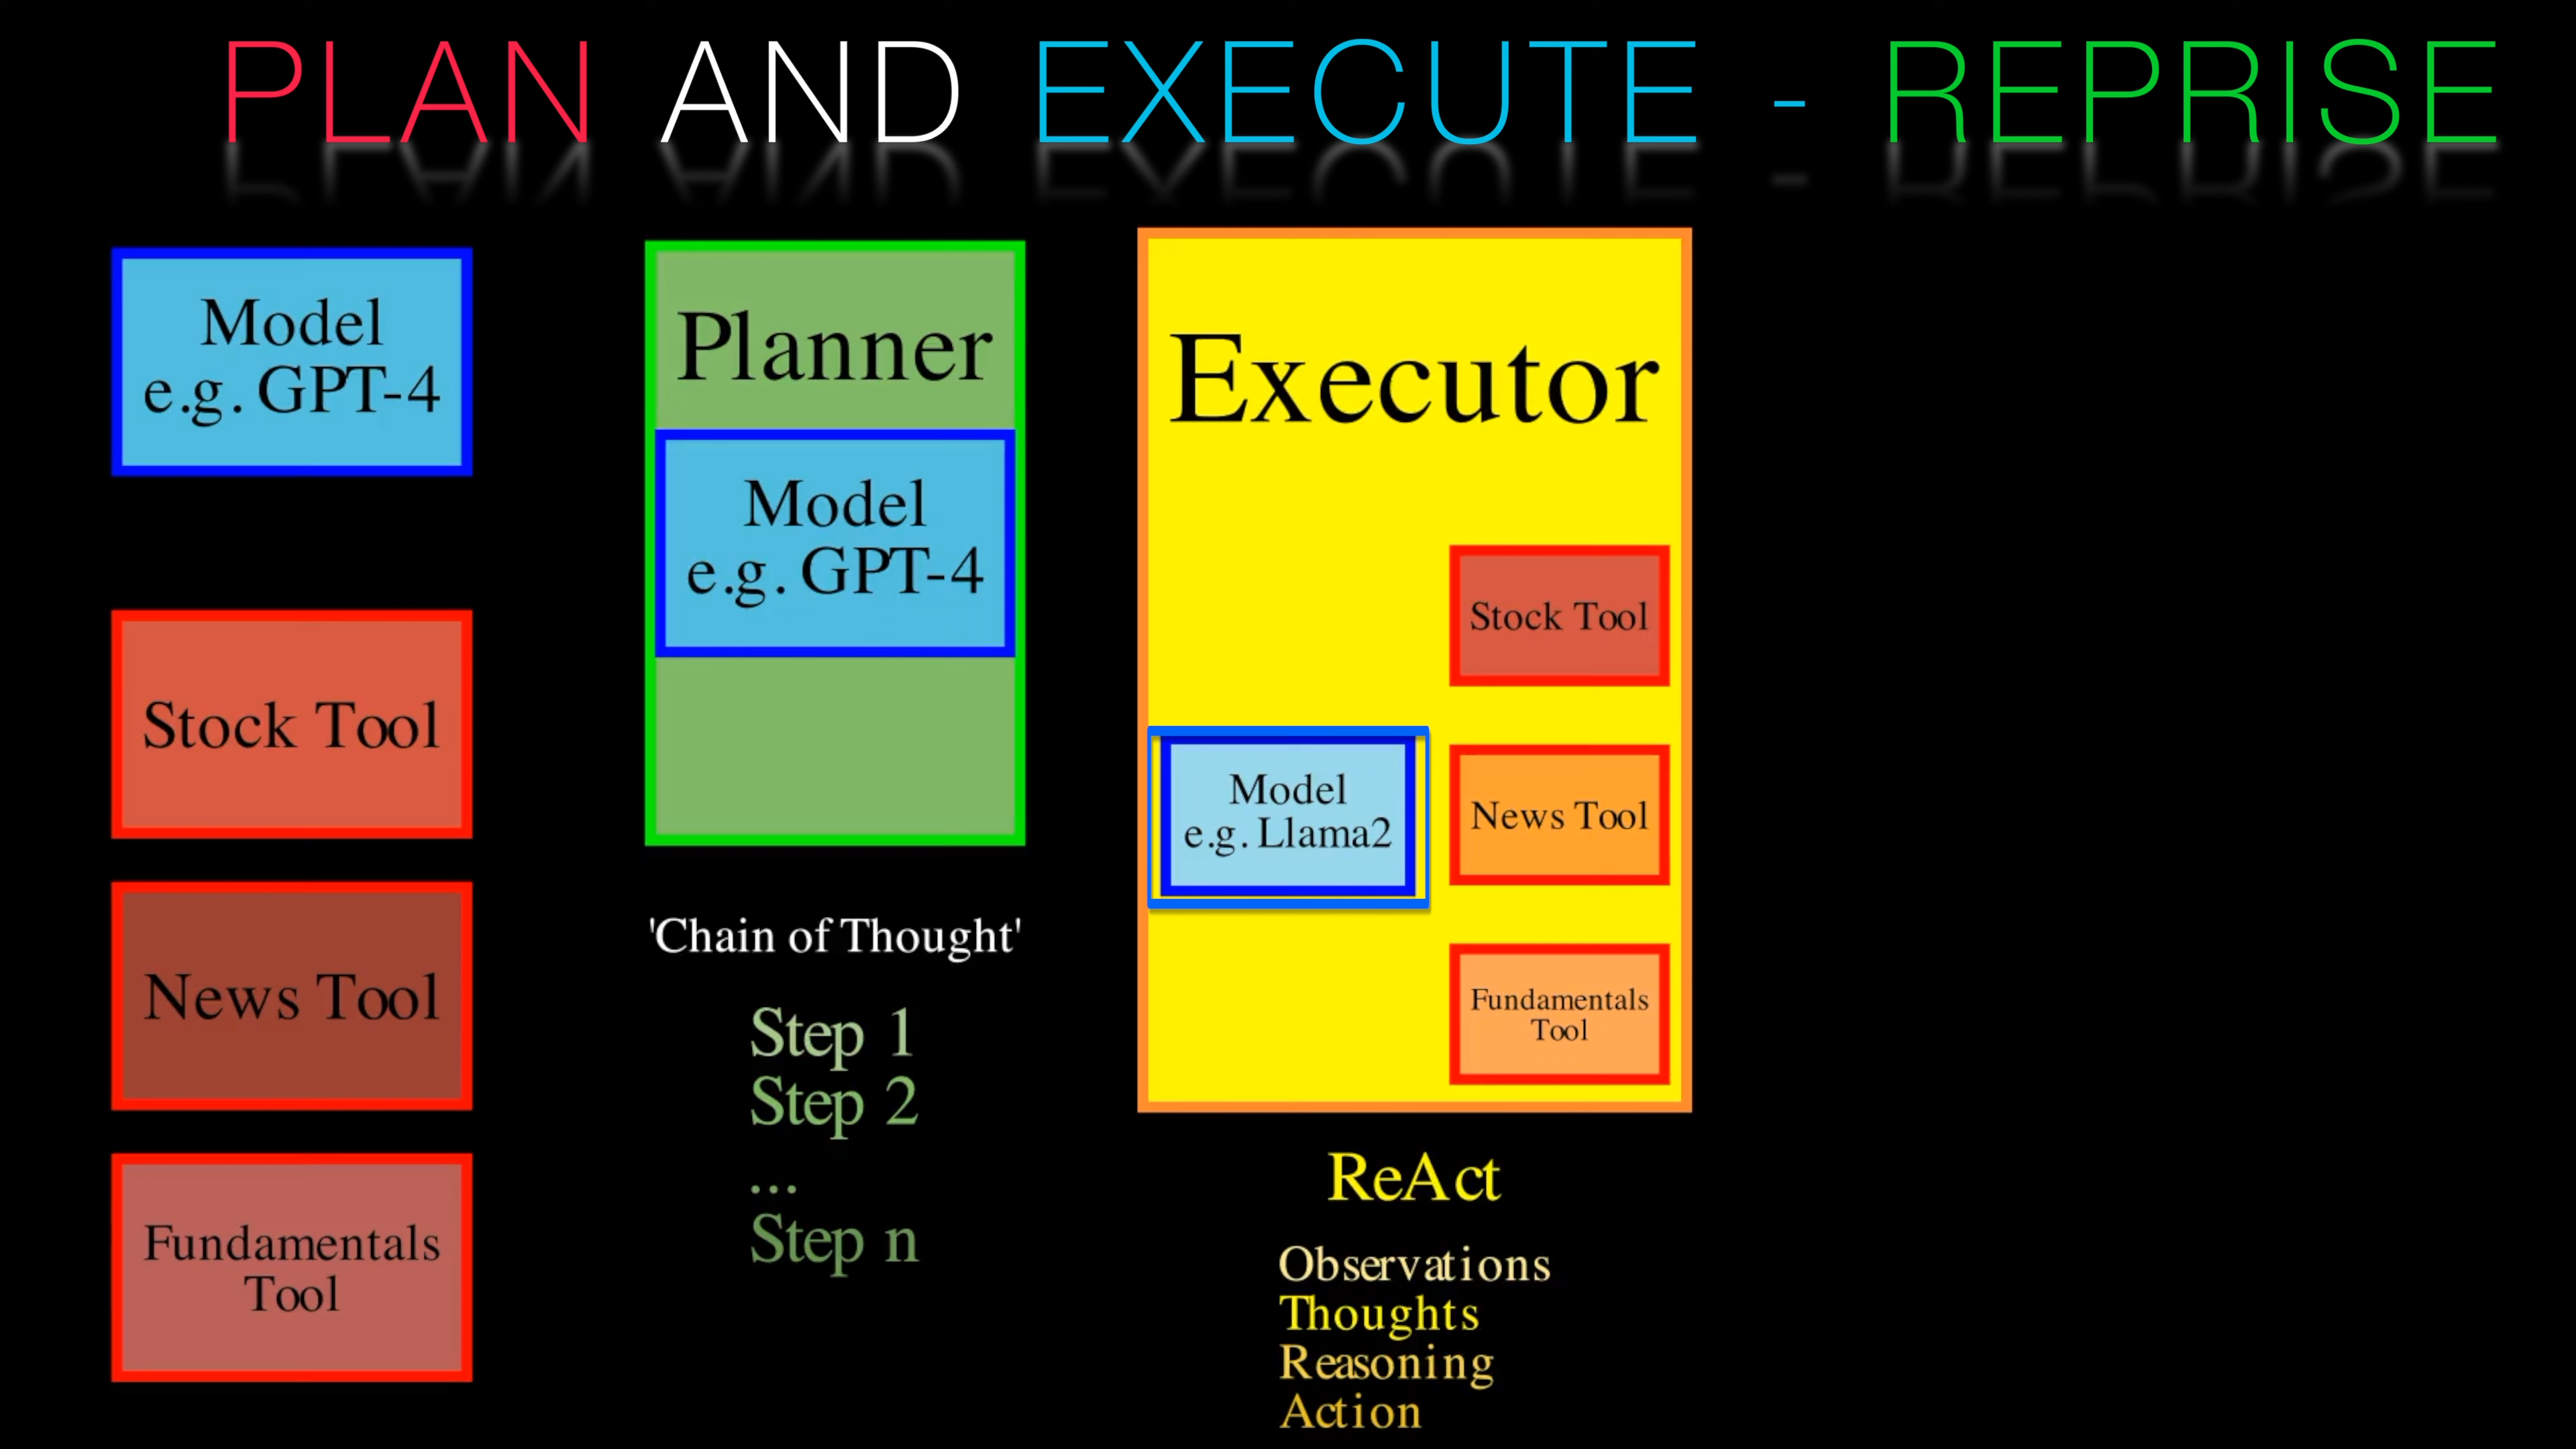 PLAN AND EXECUTE - REPRISE
Model
e.g. GPT-4
Stock Tool
News Tool
Fundamentals
Tool
Planner
Model
e.g. GPT-4
'Chain of Thought'
Step 1
Step 2
...
Step n
Executor
Model
e.g. Llama2
Stock Tool
News Tool
Fundamentals
Tool
ReAct
Observations
Thoughts
Reasoning
Action